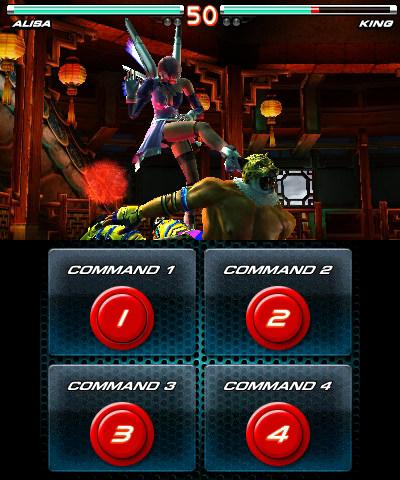 50
ALISA KING
COMMAND 1 COMMAND 2
1 2
COMMAND 3 COMMAND 4
3 4